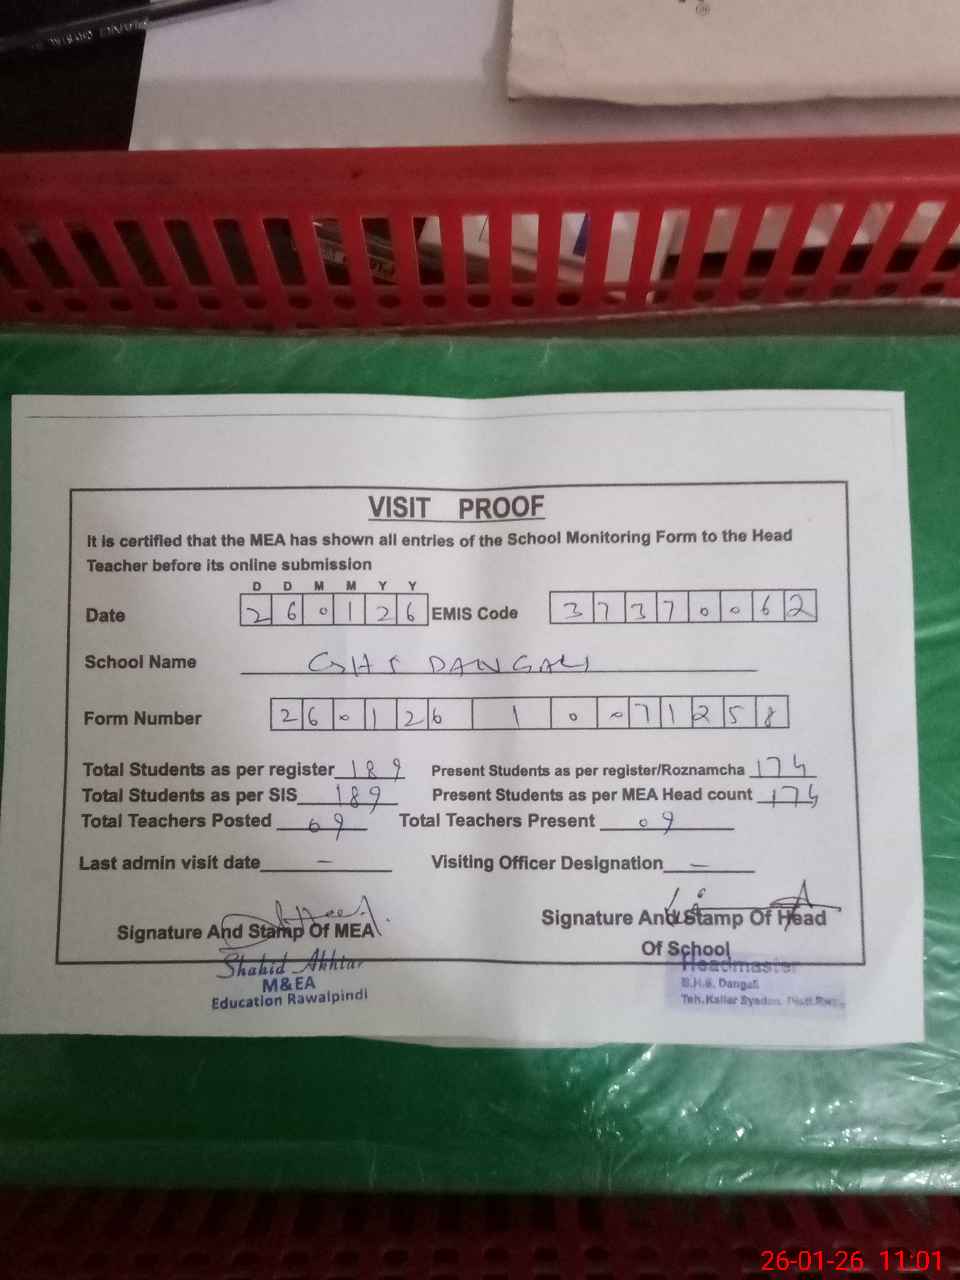 VISIT PROOF
It is certified that the MEA has shown all entries of the School Monitoring Form to the Head
Teacher before its online submission
D D M M Y Y
Date 2 6 0 1 2 6 EMIS Code 3 7 3 7 0 0 6 2
School Name GHS DANGALI
Form Number 2 6 0 1 2 6 1 0 0 7 1 2 5 8
Total Students as per register 189 Present Students as per register/Roznamcha 174
Total Students as per SIS 189 Present Students as per MEA Head count 174
Total Teachers Posted 09 Total Teachers Present 09
Last admin visit date – Visiting Officer Designation –
Signature And Stamp Of MEA Signature And Stamp Of Head
Of School
Shahid Akhtar
M&EA
Education Rawalpindi
Headmaster
G.H.S. Dangali
Teh. Kallar Syedan
26-01-26 11:01